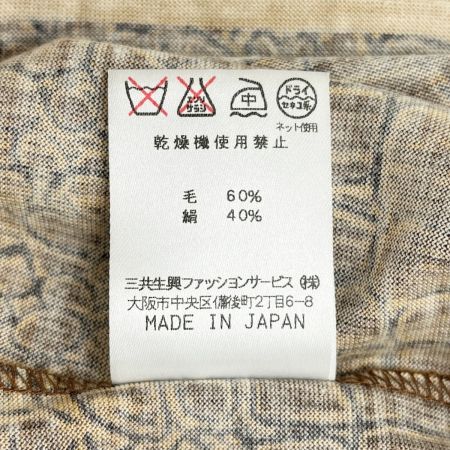 エンソ
サラシ
中
ドライ
セキユ系
ネット使用
乾燥機使用禁止
毛 60%
絹 40%
三共生興ファッションサービス(株)
大阪市中央区備後町2丁目6-8
MADE IN JAPAN